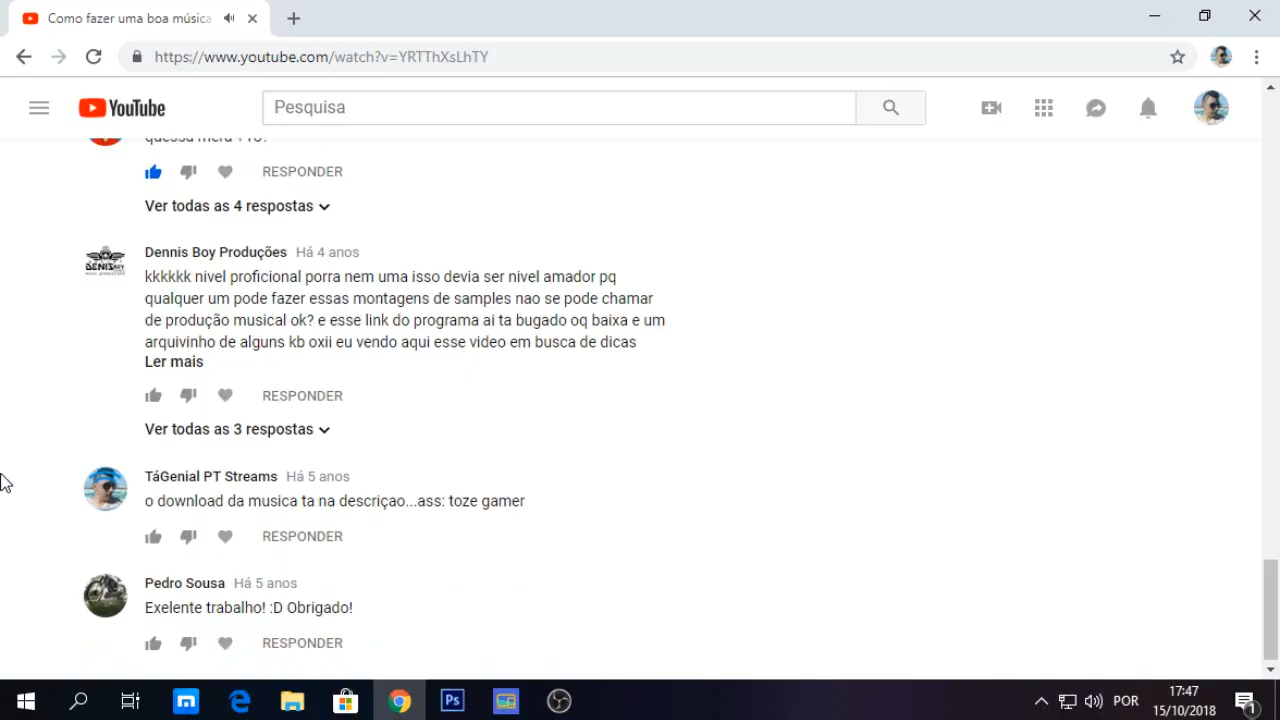 Como fazer uma boa música
https://www.youtube.com/watch?v=YRTThXsLhTY
YouTube
Pesquisa
RESPONDER
Ver todas as 4 respostas
DENIS BOY
Dennis Boy Produções Há 4 anos
kkkkkk nivel proficional porra nem uma isso devia ser nivel amador pq
qualquer um pode fazer essas montagens de samples nao se pode chamar
de produção musical ok? e esse link do programa ai ta bugado oq baixa e um
arquivinho de alguns kb oxii eu vendo aqui esse video em busca de dicas
Ler mais
RESPONDER
Ver todas as 3 respostas
TáGenial PT Streams Há 5 anos
o download da musica ta na descriçao...ass: toze gamer
RESPONDER
Pedro Sousa Há 5 anos
Exelente trabalho! :D Obrigado!
RESPONDER
Ps
POR
17:47
15/10/2018
1